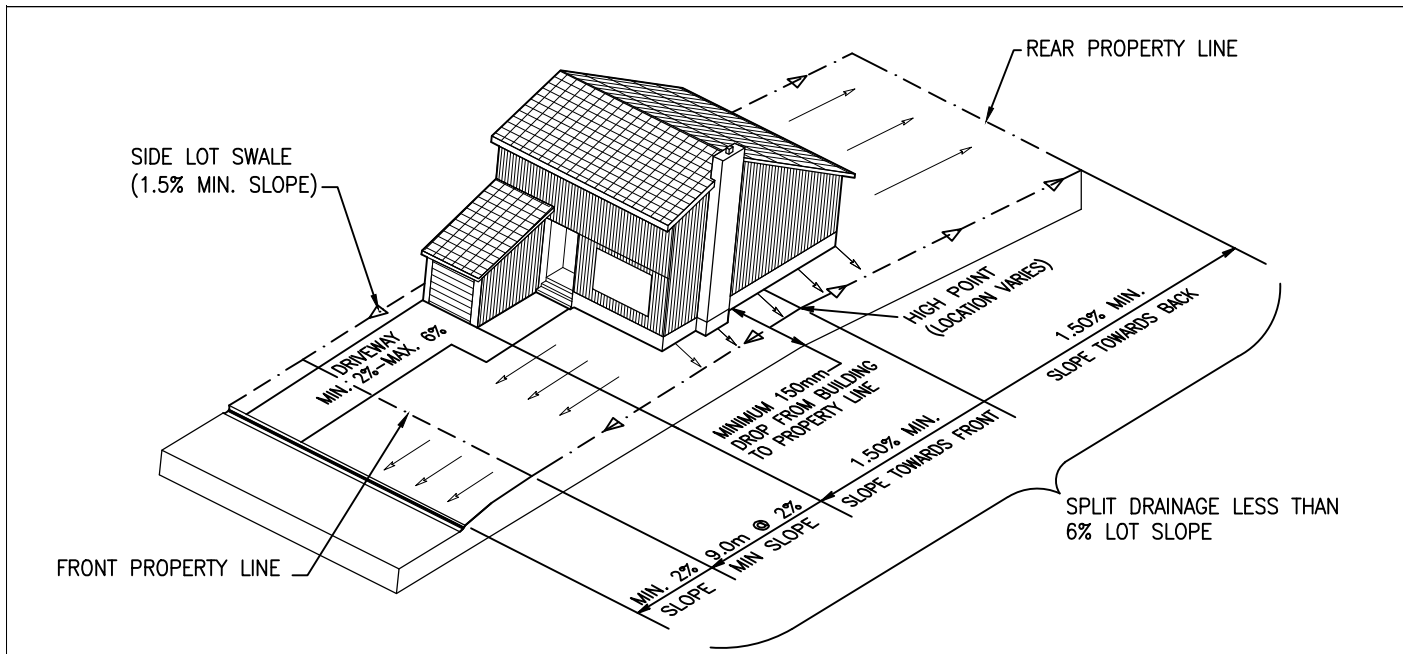 REAR PROPERTY LINE
SIDE LOT SWALE
(1.5% MIN. SLOPE)
HIGH POINT
(LOCATION VARIES)
1.50% MIN.
SLOPE TOWARDS BACK
DRIVEWAY
MIN. 2%-MAX. 6%
MINIMUM 150mm
DROP FROM BUILDING
TO PROPERTY LINE
1.50% MIN.
SLOPE TOWARDS FRONT
SPLIT DRAINAGE LESS THAN
6% LOT SLOPE
9.0m @ 2%
MIN SLOPE
FRONT PROPERTY LINE
MIN. 2%
SLOPE